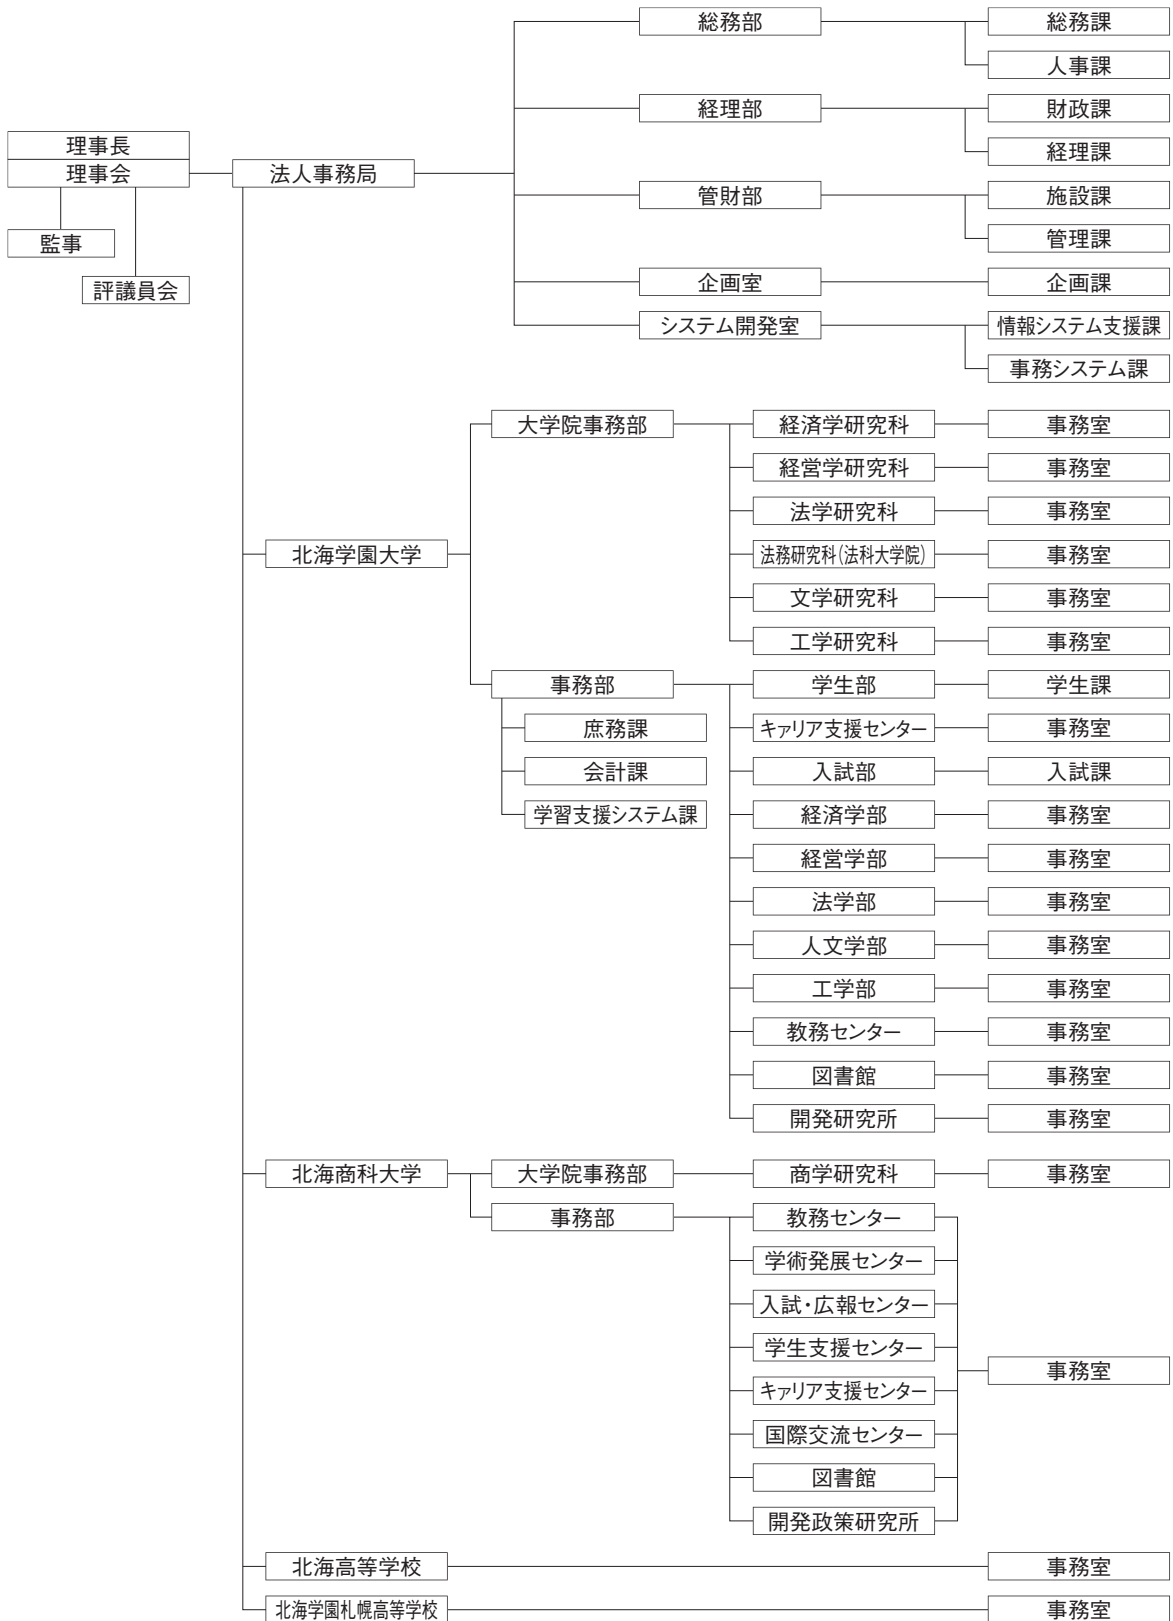 理事長
理事会
監事
評議員会
法人事務局
総務部
総務課
人事課
経理部
財政課
経理課
管財部
施設課
管理課
企画室
企画課
システム開発室
情報システム支援課
事務システム課
北海学園大学
大学院事務部
経済学研究科
事務室
経営学研究科
事務室
法学研究科
事務室
法務研究科(法科大学院)
事務室
文学研究科
事務室
工学研究科
事務室
事務部
庶務課
会計課
学習支援システム課
学生部
学生課
キャリア支援センター
事務室
入試部
入試課
経済学部
事務室
経営学部
事務室
法学部
事務室
人文学部
事務室
工学部
事務室
教務センター
事務室
図書館
事務室
開発研究所
事務室
北海商科大学
大学院事務部
商学研究科
事務室
事務部
教務センター
学術発展センター
入試・広報センター
学生支援センター
キャリア支援センター
国際交流センター
図書館
開発政策研究所
事務室
北海高等学校
事務室
北海学園札幌高等学校
事務室